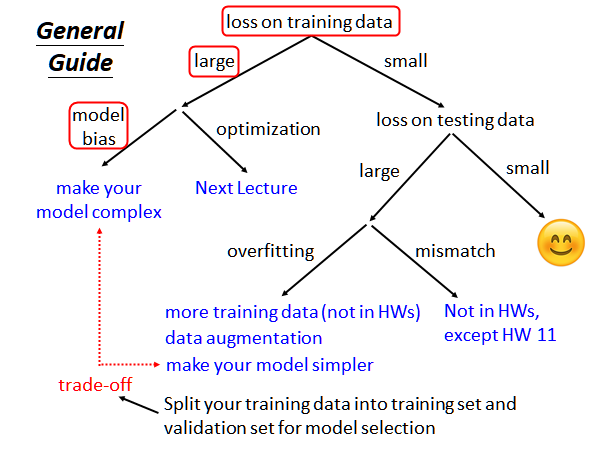 General
Guide
loss on training data
large
small
model
bias
optimization
loss on testing data
make your
model complex
Next Lecture
large
small
overfitting
mismatch
more training data (not in HWs)
data augmentation
make your model simpler
Not in HWs,
except HW 11
trade-off
Split your training data into training set and
validation set for model selection